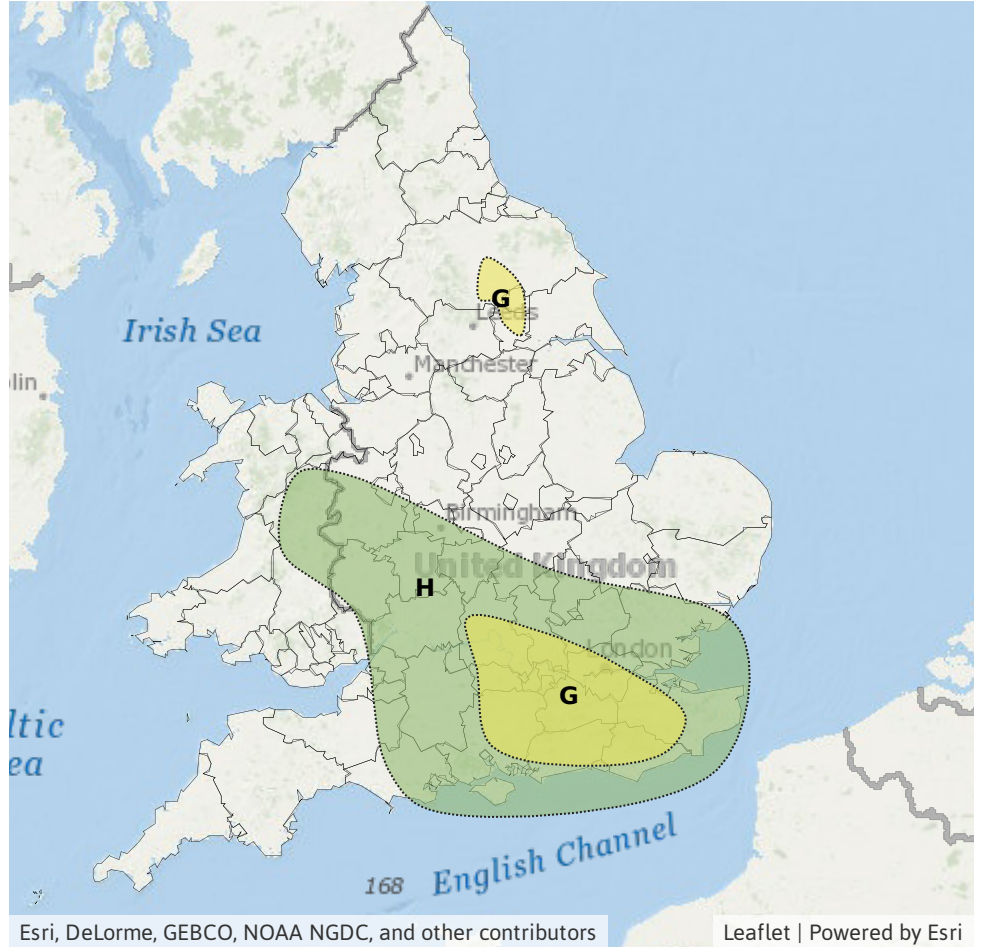 G
Leeds
Irish Sea
Manchester
lin
Birmingham
United Kingdom
H
London
G
ltic
ea
English Channel
168
Esri, DeLorme, GEBCO, NOAA NGDC, and other contributors
Leaflet | Powered by Esri